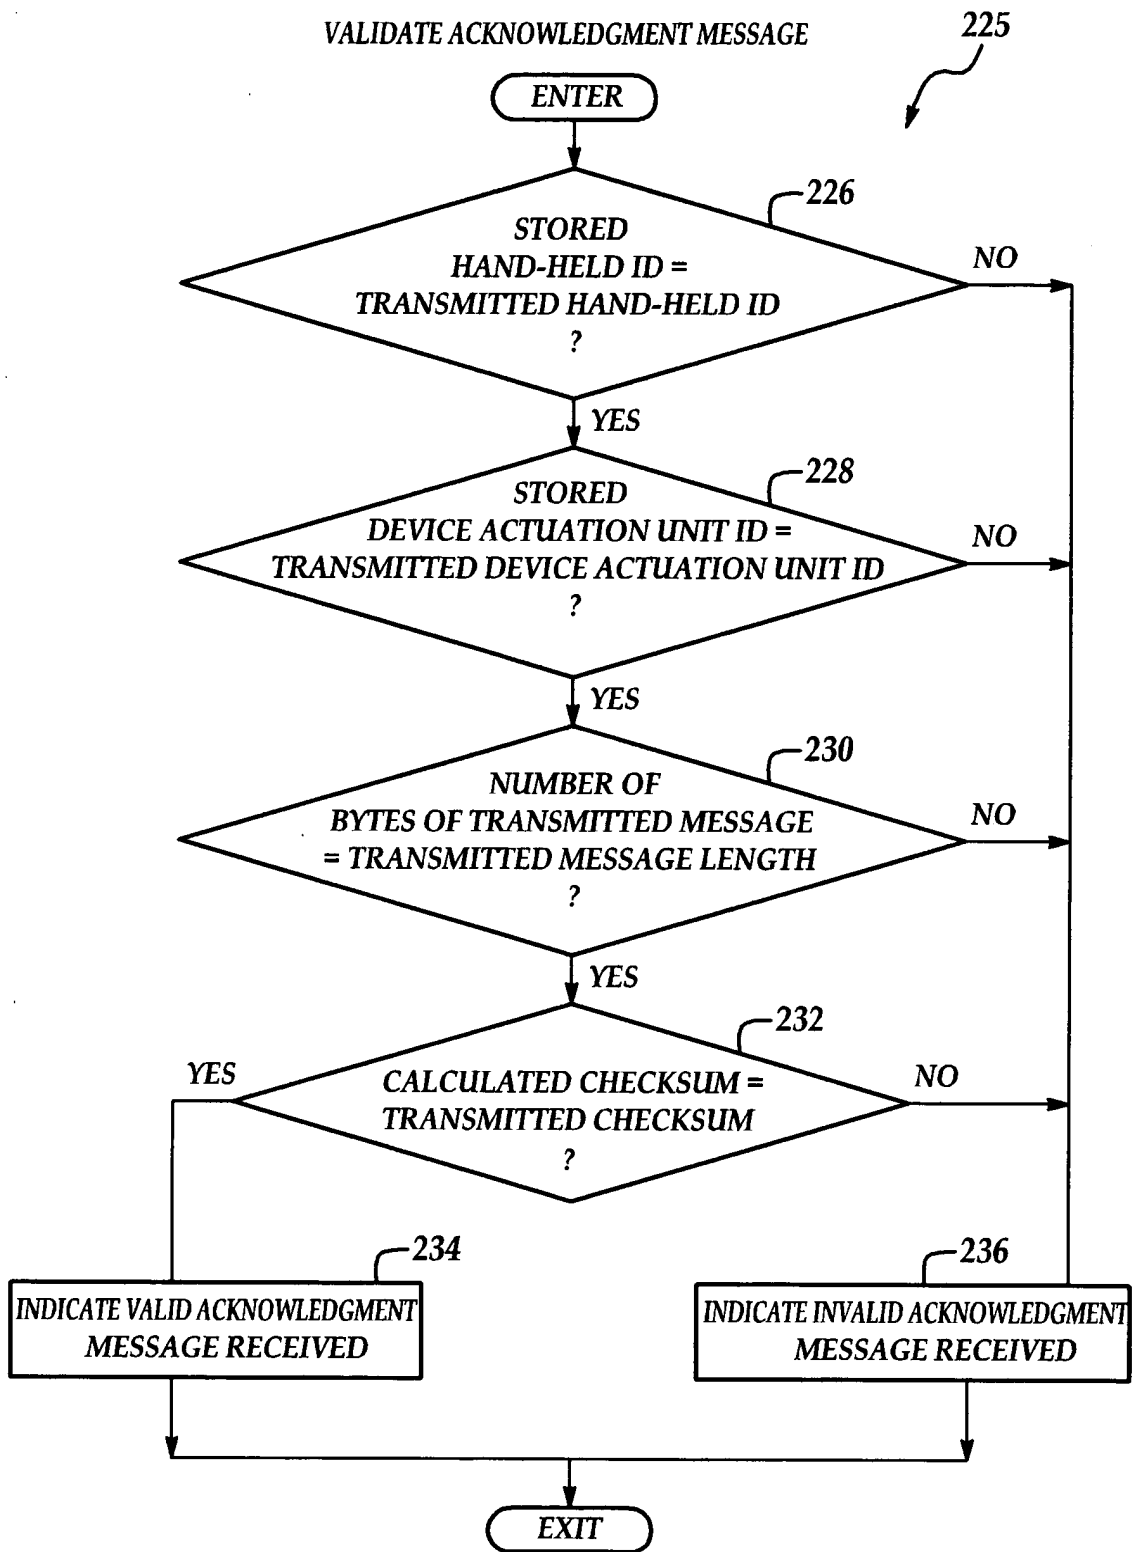 VALIDATE ACKNOWLEDGMENT MESSAGE
225
ENTER
226
STORED
HAND-HELD ID =
TRANSMITTED HAND-HELD ID
?
NO
YES
228
STORED
DEVICE ACTUATION UNIT ID =
TRANSMITTED DEVICE ACTUATION UNIT ID
?
NO
YES
230
NUMBER OF
BYTES OF TRANSMITTED MESSAGE
= TRANSMITTED MESSAGE LENGTH
?
NO
YES
232
CALCULATED CHECKSUM =
TRANSMITTED CHECKSUM
?
YES
NO
234
INDICATE VALID ACKNOWLEDGMENT
MESSAGE RECEIVED
236
INDICATE INVALID ACKNOWLEDGMENT
MESSAGE RECEIVED
EXIT